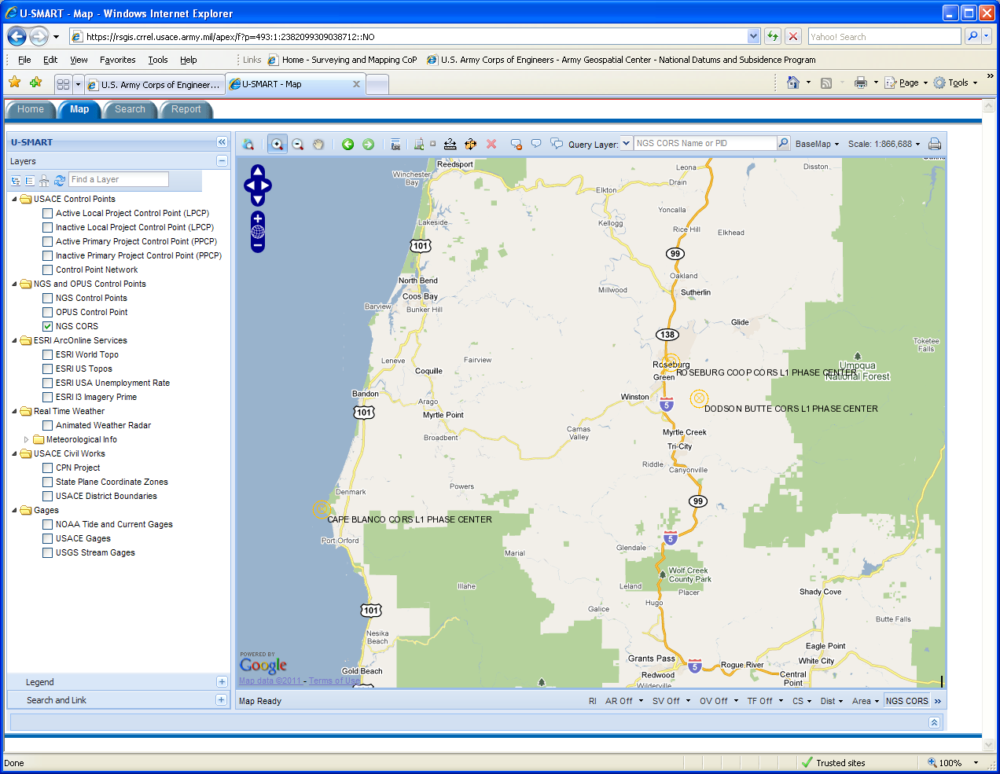 U-SMART - Map - Windows Internet Explorer
https://rsgis.crrel.usace.army.mil/apex/f?p=493:1:2382099309038712::NO
Yahoo! Search
File Edit View Favorites Tools Help
Links Home - Surveying and Mapping CoP U.S. Army Corps of Engineers - Army Geospatial Center - National Datums and Subsidence Program
U.S. Army Corps of Engineer...
U-SMART - Map
Page Tools
Home Map Search Report
U-SMART
Layers
Find a Layer
USACE Control Points
Active Local Project Control Point (LPCP)
Inactive Local Project Control Point (LPCP)
Active Primary Project Control Point (PPCP)
Inactive Primary Project Control Point (PPCP)
Control Point Network
NGS and OPUS Control Points
NGS Control Points
OPUS Control Point
NGS CORS
ESRI ArcOnline Services
ESRI World Topo
ESRI US Topos
ESRI USA Unemployment Rate
ESRI I3 Imagery Prime
Real Time Weather
Animated Weather Radar
Meteorological Info
USACE Civil Works
CPN Project
State Plane Coordinate Zones
USACE District Boundaries
Gages
NOAA Tide and Current Gages
USACE Gages
USGS Stream Gages
Legend
Search and Link
Query Layer: NGS CORS Name or PID BaseMap Scale: 1:866,688
Reedsport
Winchester Bay
Leona
Disston
Drain
Elkton
Yoncalla
Kellogg
Lakeside
Rice Hill
Elkhead
101
99
Oakland
North Bend
Millwood
Sutherlin
Coos Bay
Barview
Bunker Hill
Glide
138
Toketee Falls
Leneve
Fairview
Roseburg
Umpqua National Forest
Coquille
Green
ROSEBURG COOP CORS L1 PHASE CENTER
Bandon
Winston
Arago
5
DODSON BUTTE CORS L1 PHASE CENTER
101
Myrtle Point
Camas Valley
Myrtle Creek
Broadbent
Tri-City
Riddle
Canyonville
Denmark
Powers
99
CAPE BLANCO CORS L1 PHASE CENTER
Port Orford
5
Glendale
Marial
Wolf Creek County Park
Illahe
Leland
Placer
Shady Cove
Hugo
101
Galice
Butte Falls
Nesika Beach
Eagle Point
Grants Pass
White City
5
Rogue River
Gold Beach
Redwood
Central Point
Wilderville
POWERED BY
Google
Map data ©2011 - Terms of Use
Map Ready
RI AR Off SV Off OV Off TF Off CS Dist Area NGS CORS
Done
Trusted sites
100%